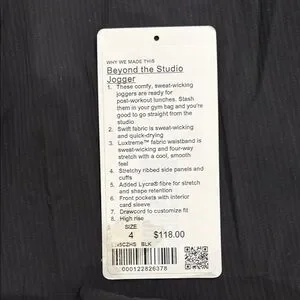 WHY WE MADE THIS
Beyond the Studio
Jogger
1. These comfy, sweat-wicking
joggers are ready for
post-workout lunches. Stash
them in your gym bag and you're
good to go straight from the
studio
2. Swift fabric is sweat-wicking
and quick-drying
3. Luxtreme™ fabric waistband is
sweat-wicking and four-way
stretch with a cool, smooth
feel
4. Stretchy ribbed side panels and
cuffs
5. Added Lycra® fibre for stretch
and shape retention
6. Front pockets with interior
card sleeve
7. Drawcord to customize fit
8. High rise
SIZE
4 $118.00
BLK
000122826378